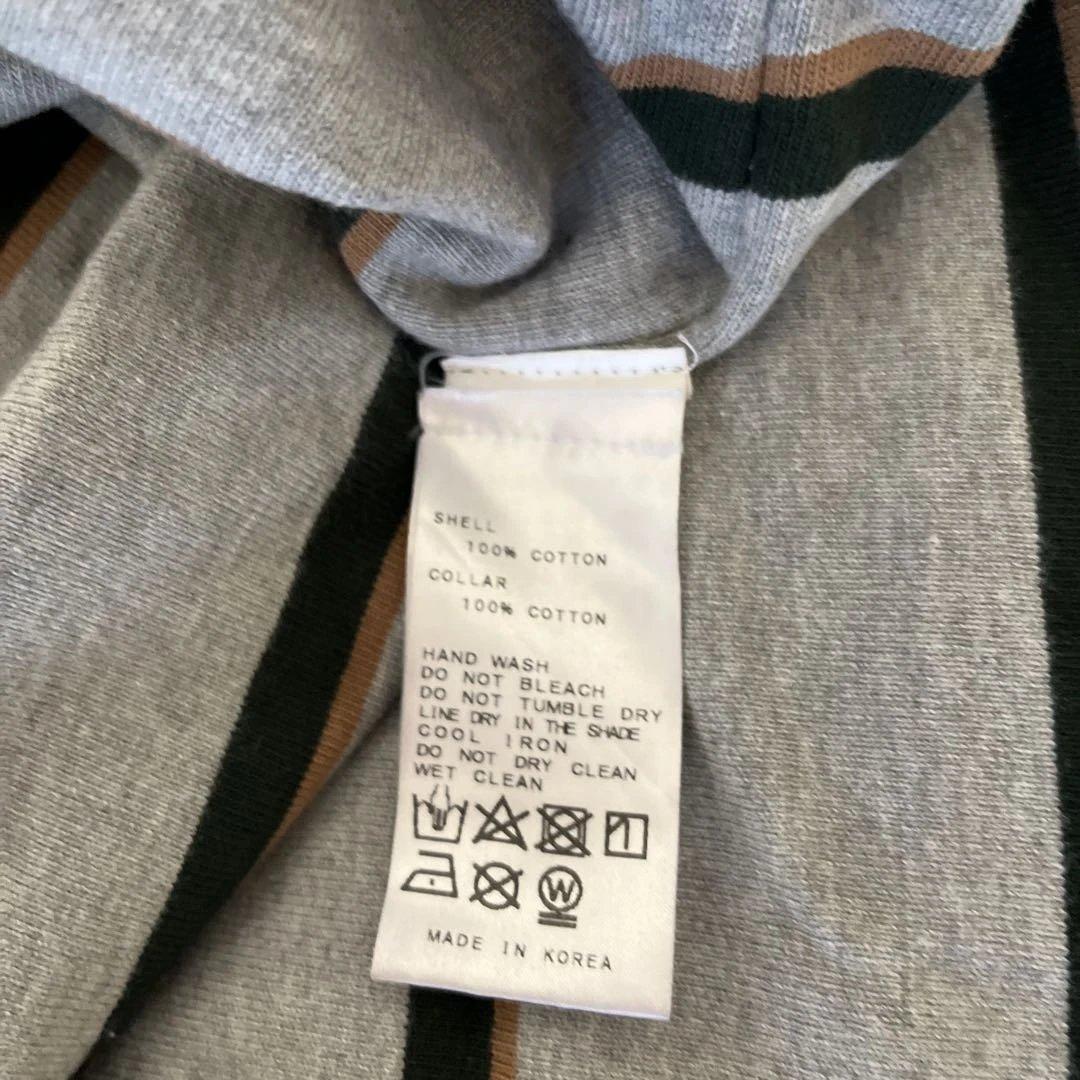 SHELL
100% COTTON
COLLAR
100% COTTON
HAND WASH
DO NOT BLEACH
DO NOT TUMBLE DRY
LINE DRY IN THE SHADE
COOL IRON
DO NOT DRY CLEAN
WET CLEAN
W
MADE IN KOREA